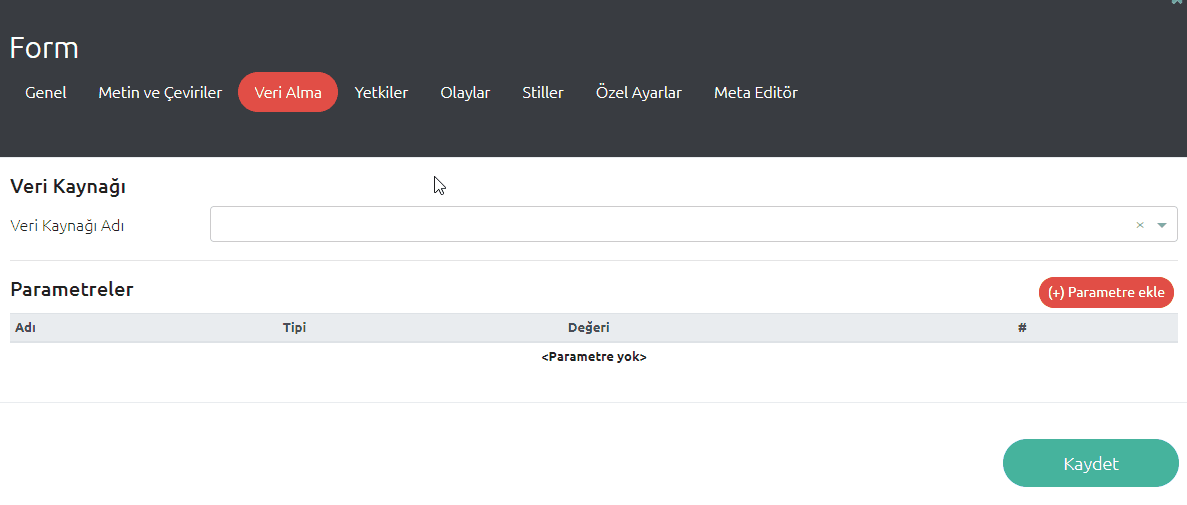 Form
Genel Metin ve Çeviriler Veri Alma Yetkiler Olaylar Stiller Özel Ayarlar Meta Editör
Veri Kaynağı
Veri Kaynağı Adı
Parametreler
(+) Parametre ekle
Adı Tipi Değeri #
<Parametre yok>
Kaydet